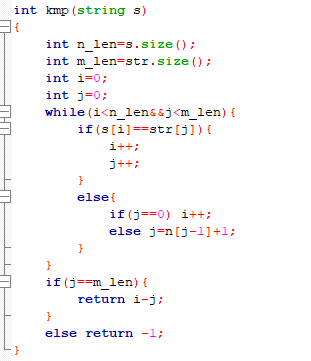 int kmp(string s)
{
    int n_len=s.size();
    int m_len=str.size();
    int i=0;
    int j=0;
    while(i<n_len&&j<m_len){
        if(s[i]==str[j]){
            i++;
            j++;
        }
        else{
            if(j==0) i++;
            else j=n[j-1]+1;
        }
    }
    if(j==m_len){
        return i-j;
    }
    else return -1;
}